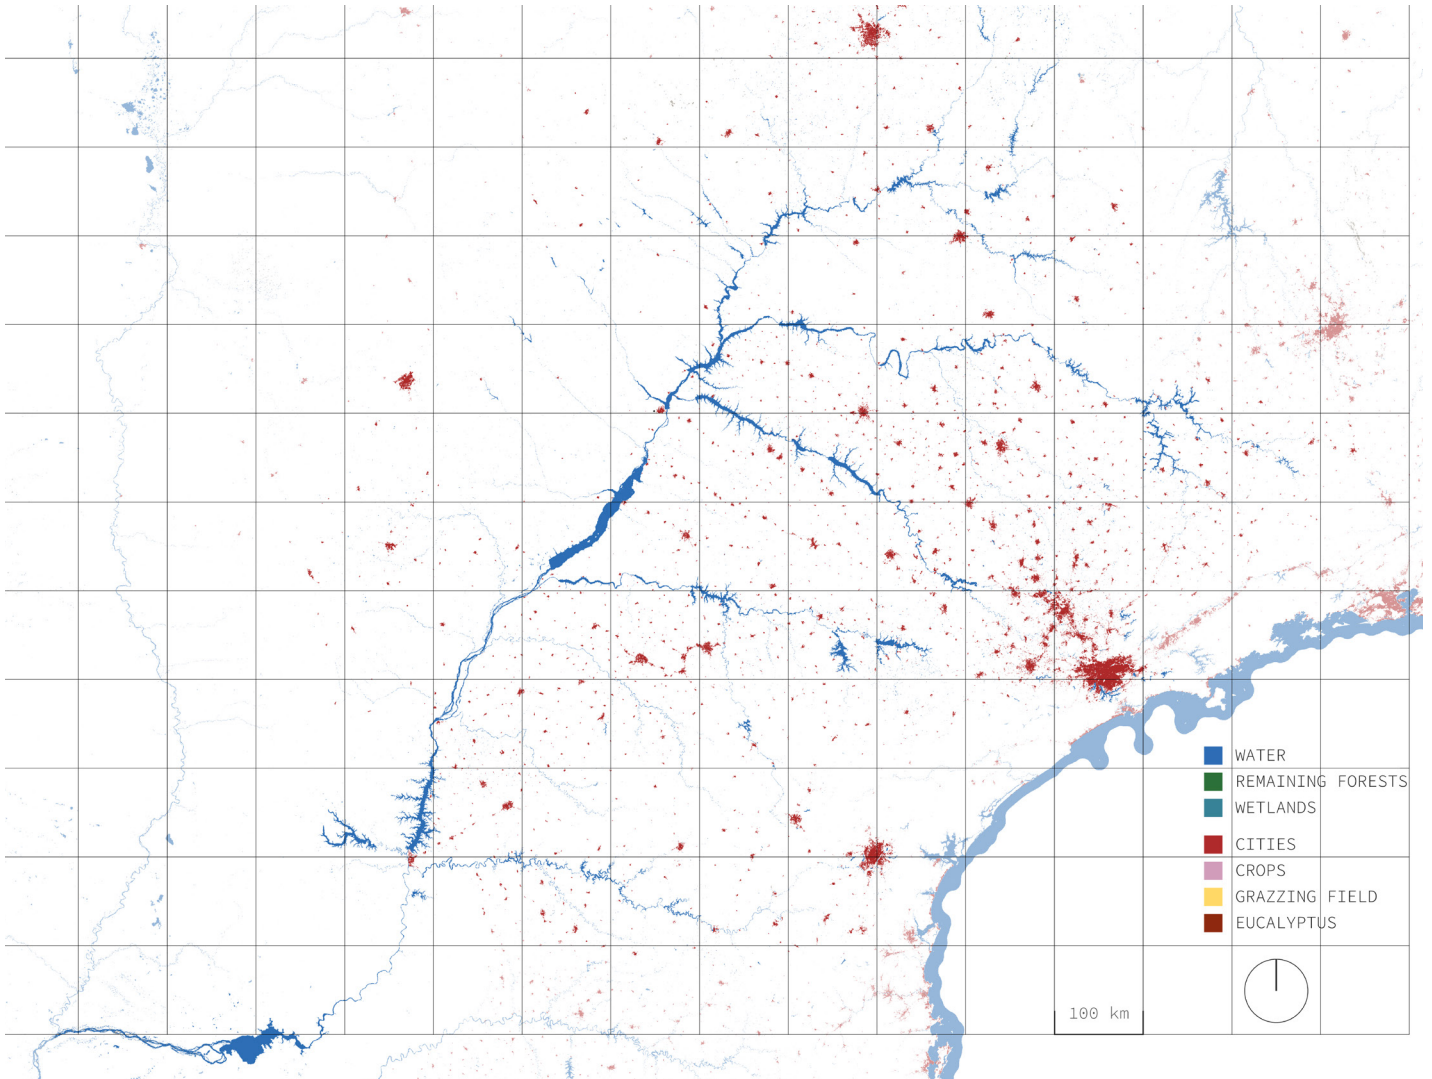 WATER
REMAINING FORESTS
WETLANDS
CITIES
CROPS
GRAZZING FIELD
EUCALYPTUS
100 km